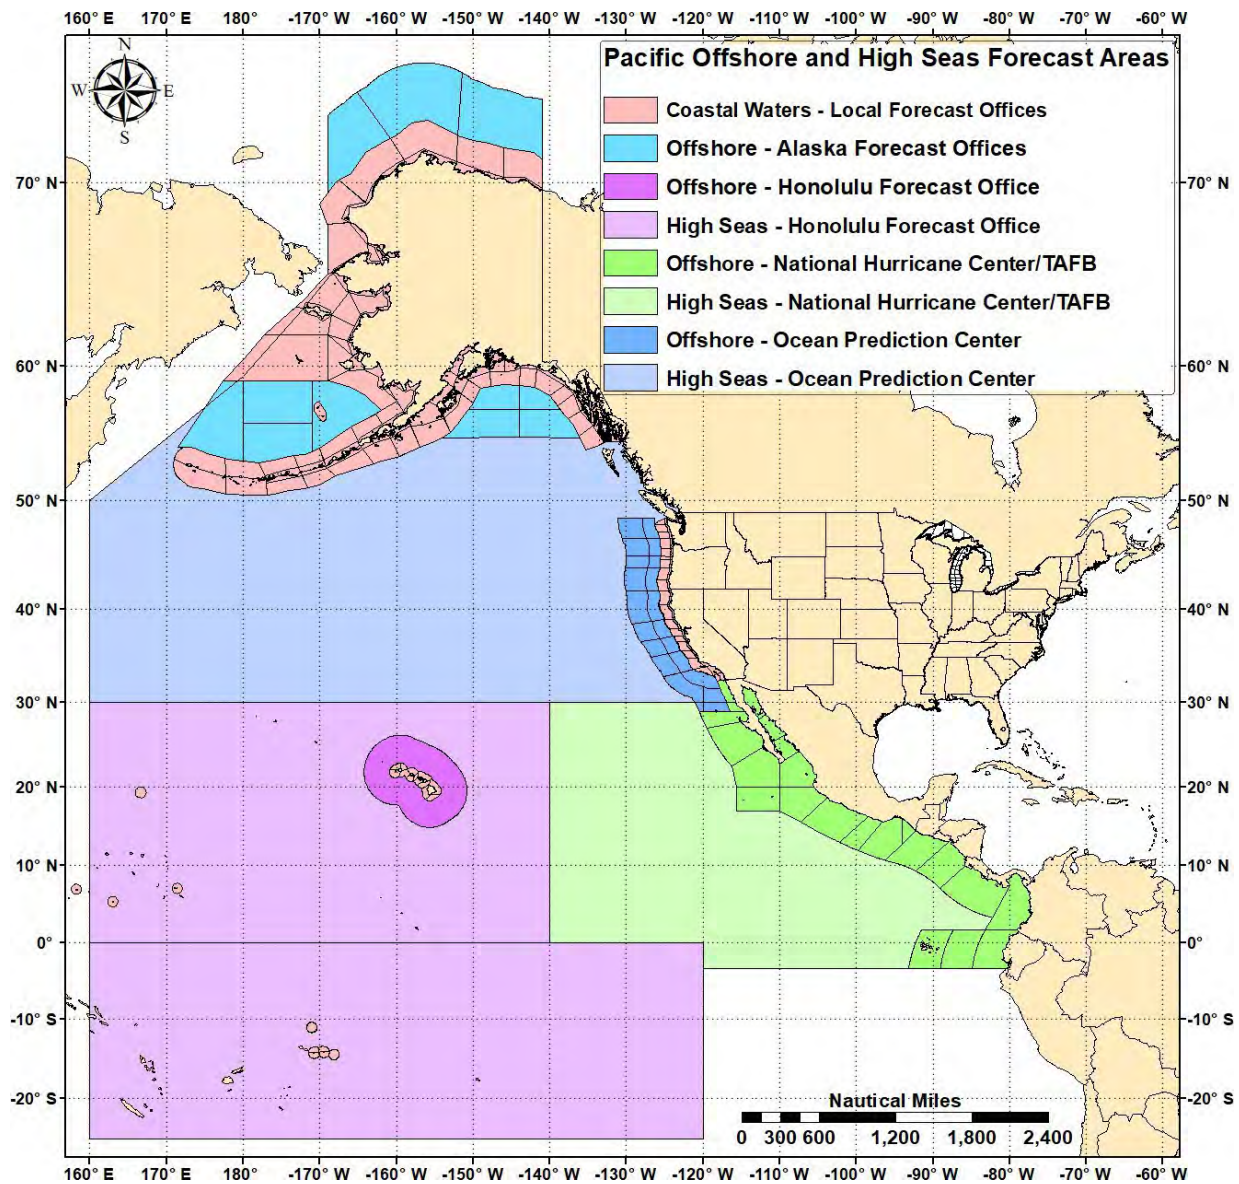 160° E 170° E 180° -170° W -160° W -150° W -140° W -130° W -120° W -110° W -100° W -90° W -80° W -70° W -60° W
N
W E
S
Pacific Offshore and High Seas Forecast Areas
Coastal Waters - Local Forecast Offices
Offshore - Alaska Forecast Offices
Offshore - Honolulu Forecast Office
High Seas - Honolulu Forecast Office
Offshore - National Hurricane Center/TAFB
High Seas - National Hurricane Center/TAFB
Offshore - Ocean Prediction Center
High Seas - Ocean Prediction Center
70° N 70° N
60° N 60° N
50° N 50° N
40° N 40° N
30° N 30° N
20° N 20° N
10° N 10° N
0° 0°
-10° S -10° S
-20° S -20° S
Nautical Miles
0 300 600 1,200 1,800 2,400
160° E 170° E 180° -170° W -160° W -150° W -140° W -130° W -120° W -110° W -100° W -90° W -80° W -70° W -60° W